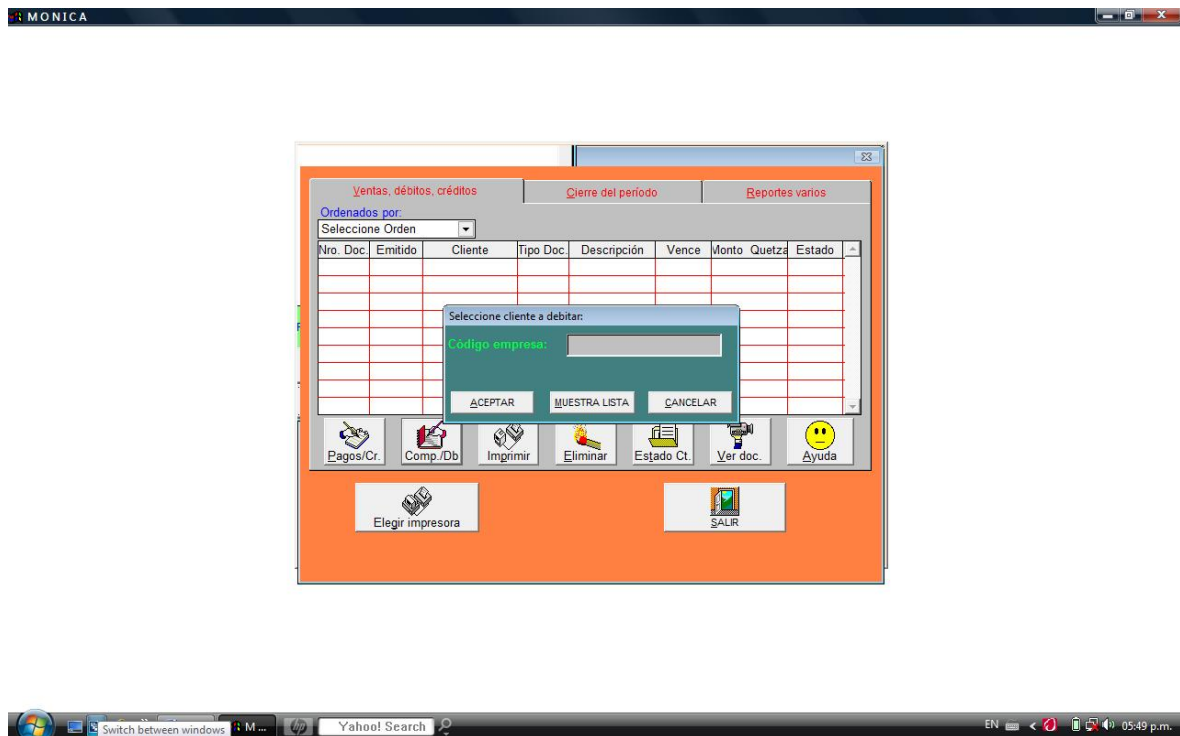 MONICA
Ventas, débitos, créditos
Cierre del período
Reportes varios
Ordenados por:
Seleccione Orden
Nro. Doc. Emitido Cliente Tipo Doc. Descripción Vence Monto Quetza Estado
Seleccione cliente a debitar:
Código empresa:
ACEPTAR MUESTRA LISTA CANCELAR
Pagos/Cr. Comp./Db Imprimir Eliminar Estado Ct. Ver doc. Ayuda
Elegir impresora SALIR
Switch between windows M... hp Yahoo! Search EN 05:49 p.m.